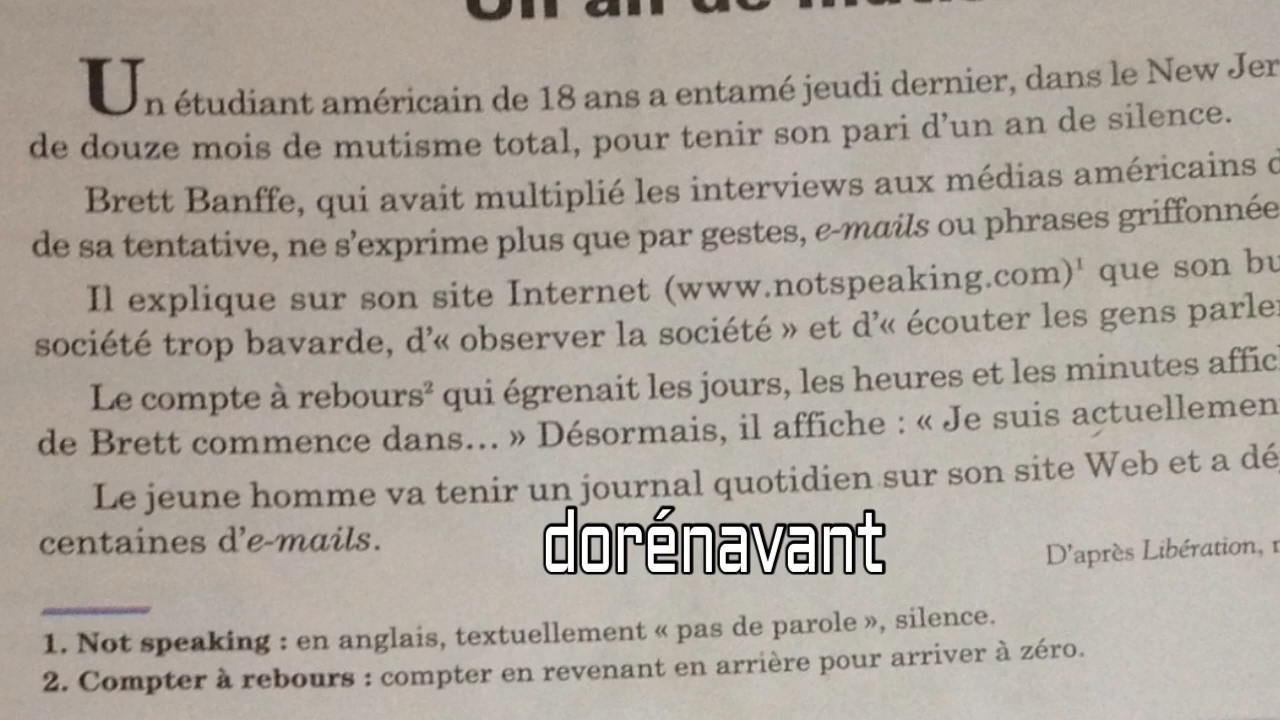 Un an de
Un étudiant américain de 18 ans a entamé jeudi dernier, dans le New
de douze mois de mutisme total, pour tenir son pari d'un an de silence.
Brett Banffe, qui avait multiplié les interviews aux médias américains
de sa tentative, ne s'exprime plus que par gestes, e-mails ou phrases griffonnée
Il explique sur son site Internet (www.notspeaking.com)¹ que son bu
société trop bavarde, d'« observer la société » et d'« écouter les gens parler
Le compte à rebours² qui égrenait les jours, les heures et les minutes affic
de Brett commence dans... » Désormais, il affiche : « Je suis actuellemen
Le jeune homme va tenir un journal quotidien sur son site Web et a dé
centaines d'e-mails.
dorénavant
D'après Libération,
1. Not speaking : en anglais, textuellement « pas de parole », silence.
2. Compter à rebours : compter en revenant en arrière pour arriver à zéro.